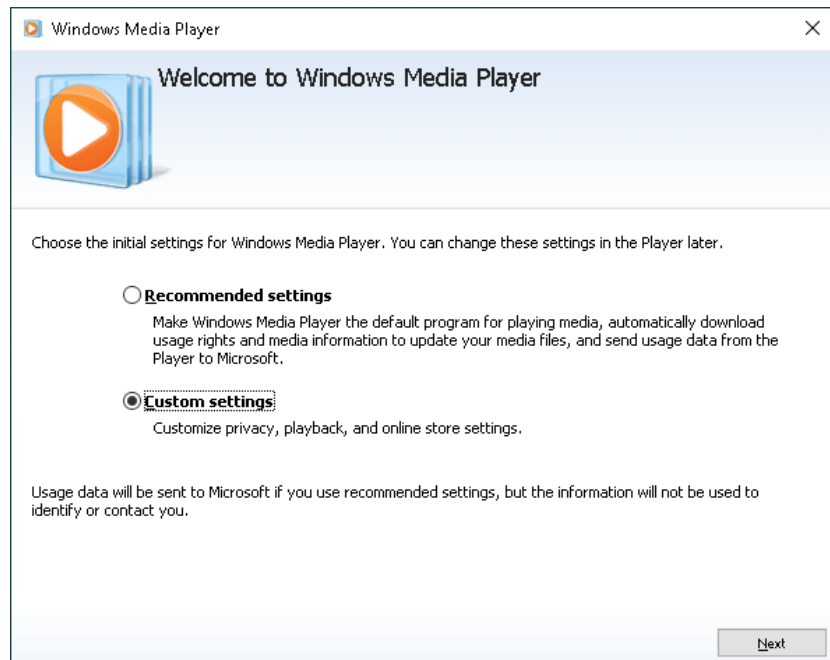 Windows Media Player
Welcome to Windows Media Player
Choose the initial settings for Windows Media Player. You can change these settings in the Player later.
Recommended settings
Make Windows Media Player the default program for playing media, automatically download
usage rights and media information to update your media files, and send usage data from the
Player to Microsoft.
Custom settings
Customize privacy, playback, and online store settings.
Usage data will be sent to Microsoft if you use recommended settings, but the information will not be used to
identify or contact you.
Next